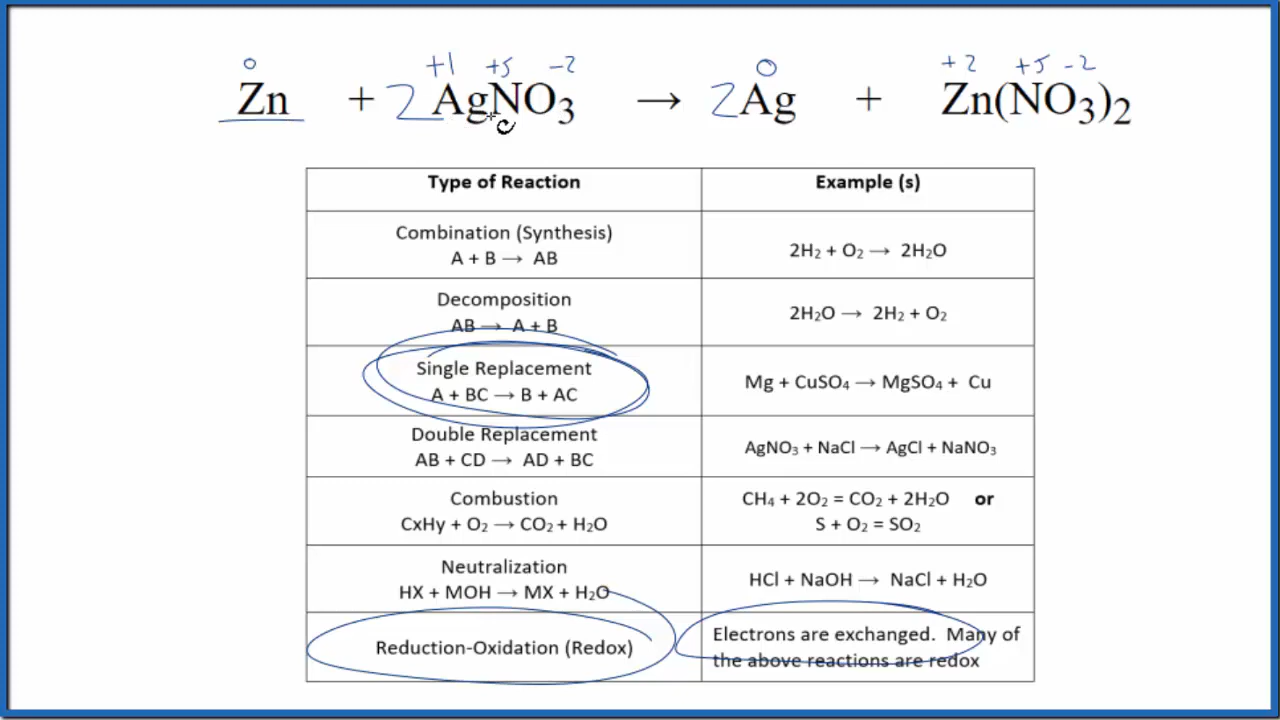 0 +1 +5 -2 0 +2 +5 -2
Zn + 2 AgNO₃ → 2 Ag + Zn(NO₃)₂
Type of Reaction Example (s)
Combination (Synthesis)
A + B → AB
2H₂ + O₂ → 2H₂O
Decomposition
AB → A + B
2H₂O → 2H₂ + O₂
Single Replacement
A + BC → B + AC
Mg + CuSO₄ → MgSO₄ + Cu
Double Replacement
AB + CD → AD + BC
AgNO₃ + NaCl → AgCl + NaNO₃
Combustion
CxHy + O₂ → CO₂ + H₂O
CH₄ + 2O₂ = CO₂ + 2H₂O or
S + O₂ = SO₂
Neutralization
HX + MOH → MX + H₂O
HCl + NaOH → NaCl + H₂O
Reduction-Oxidation (Redox)
Electrons are exchanged. Many of
the above reactions are redox